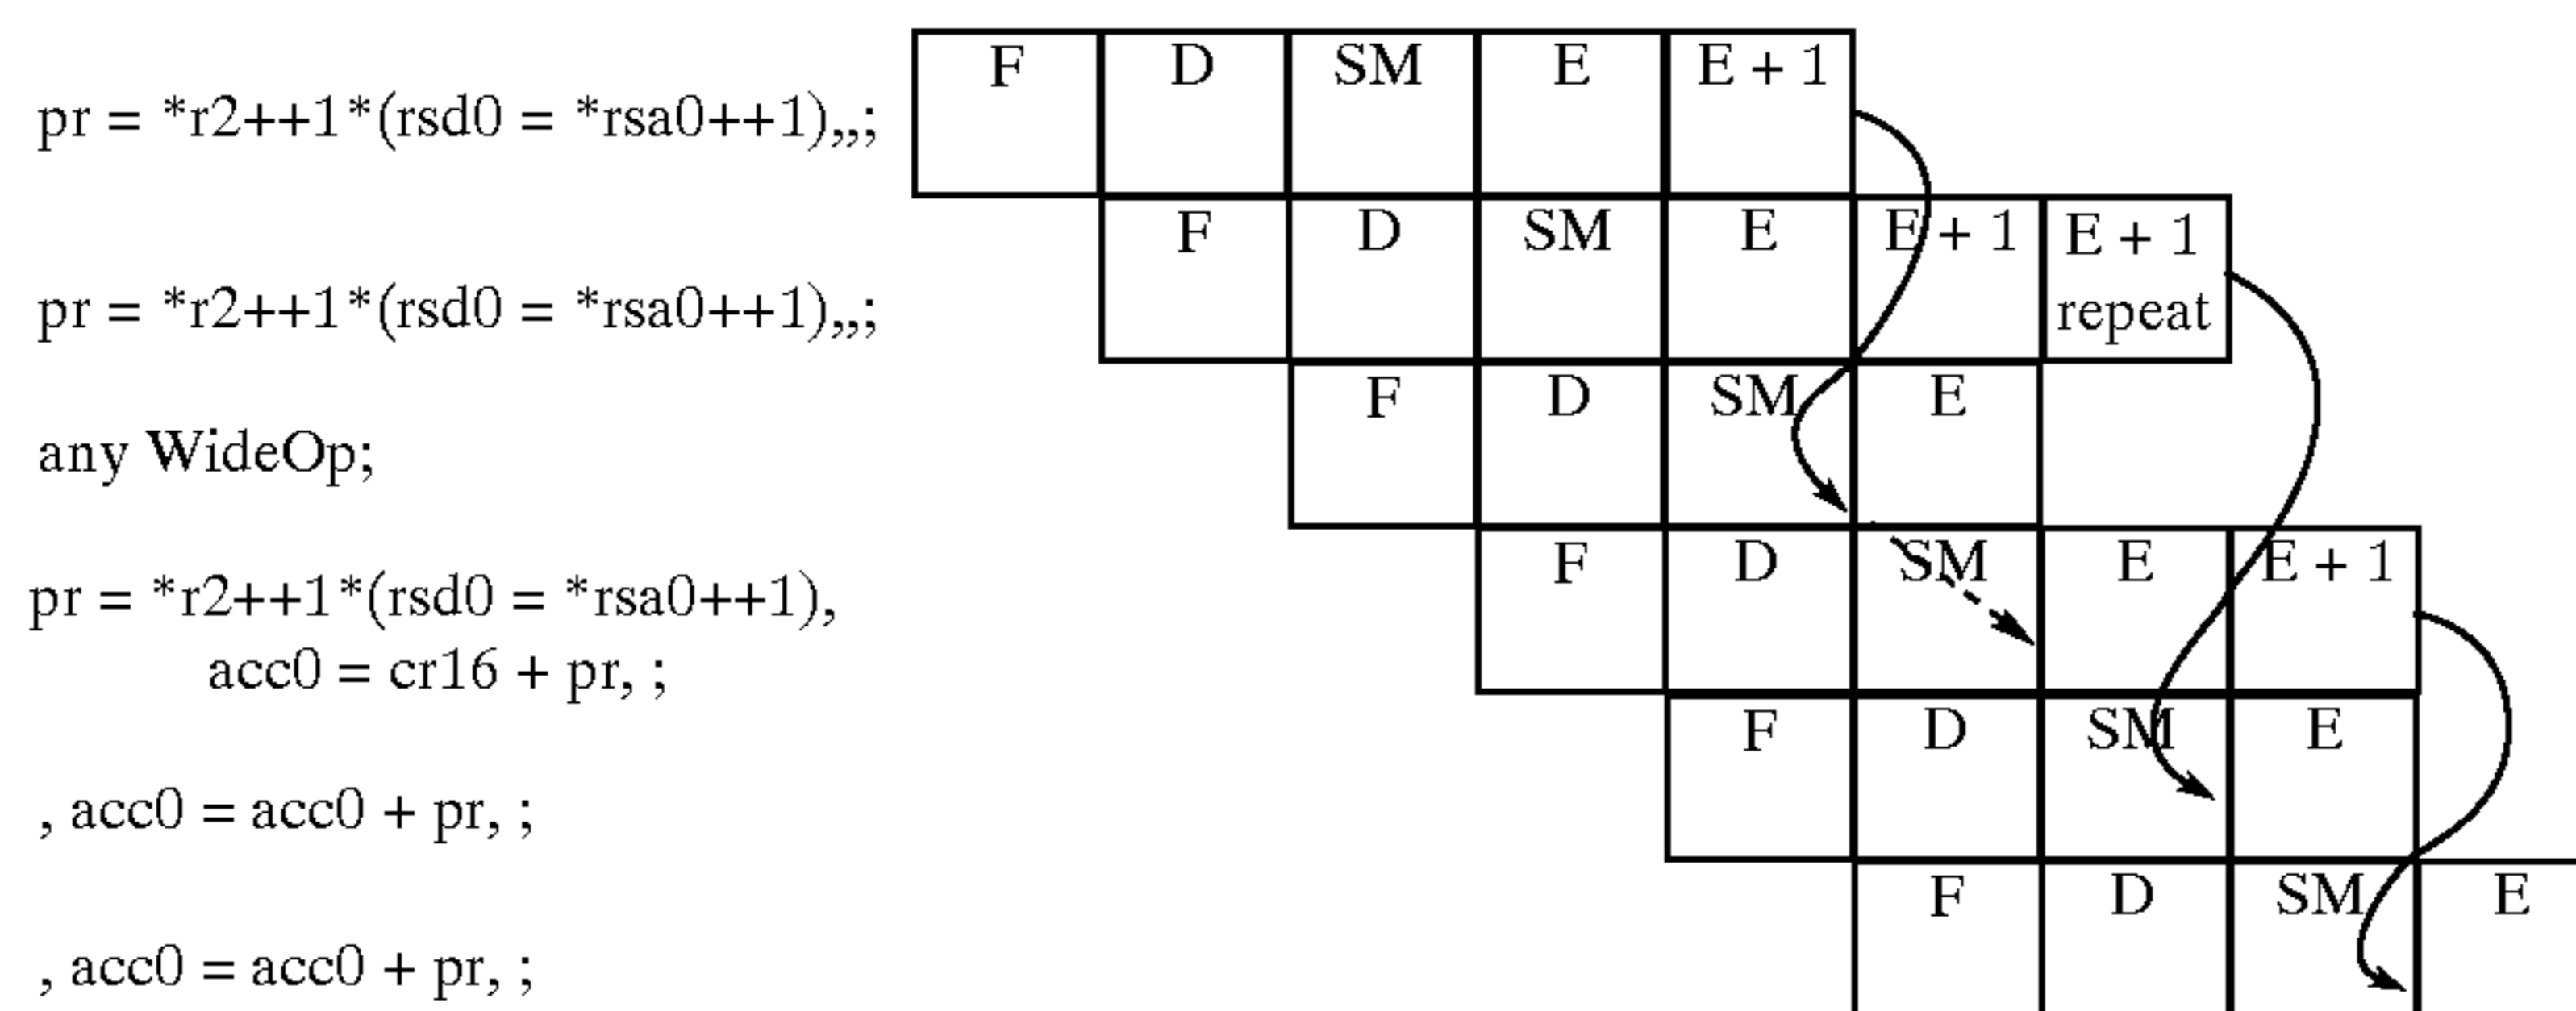 pr = *r2++1*(rsd0 = *rsa0++1),,; F D SM E E + 1
pr = *r2++1*(rsd0 = *rsa0++1),,; F D SM E E + 1 E + 1 repeat
any WideOp; F D SM E
pr = *r2++1*(rsd0 = *rsa0++1), F D SM E E + 1
acc0 = cr16 + pr, ;
, acc0 = acc0 + pr, ; F D SM E
, acc0 = acc0 + pr, ; F D SM E